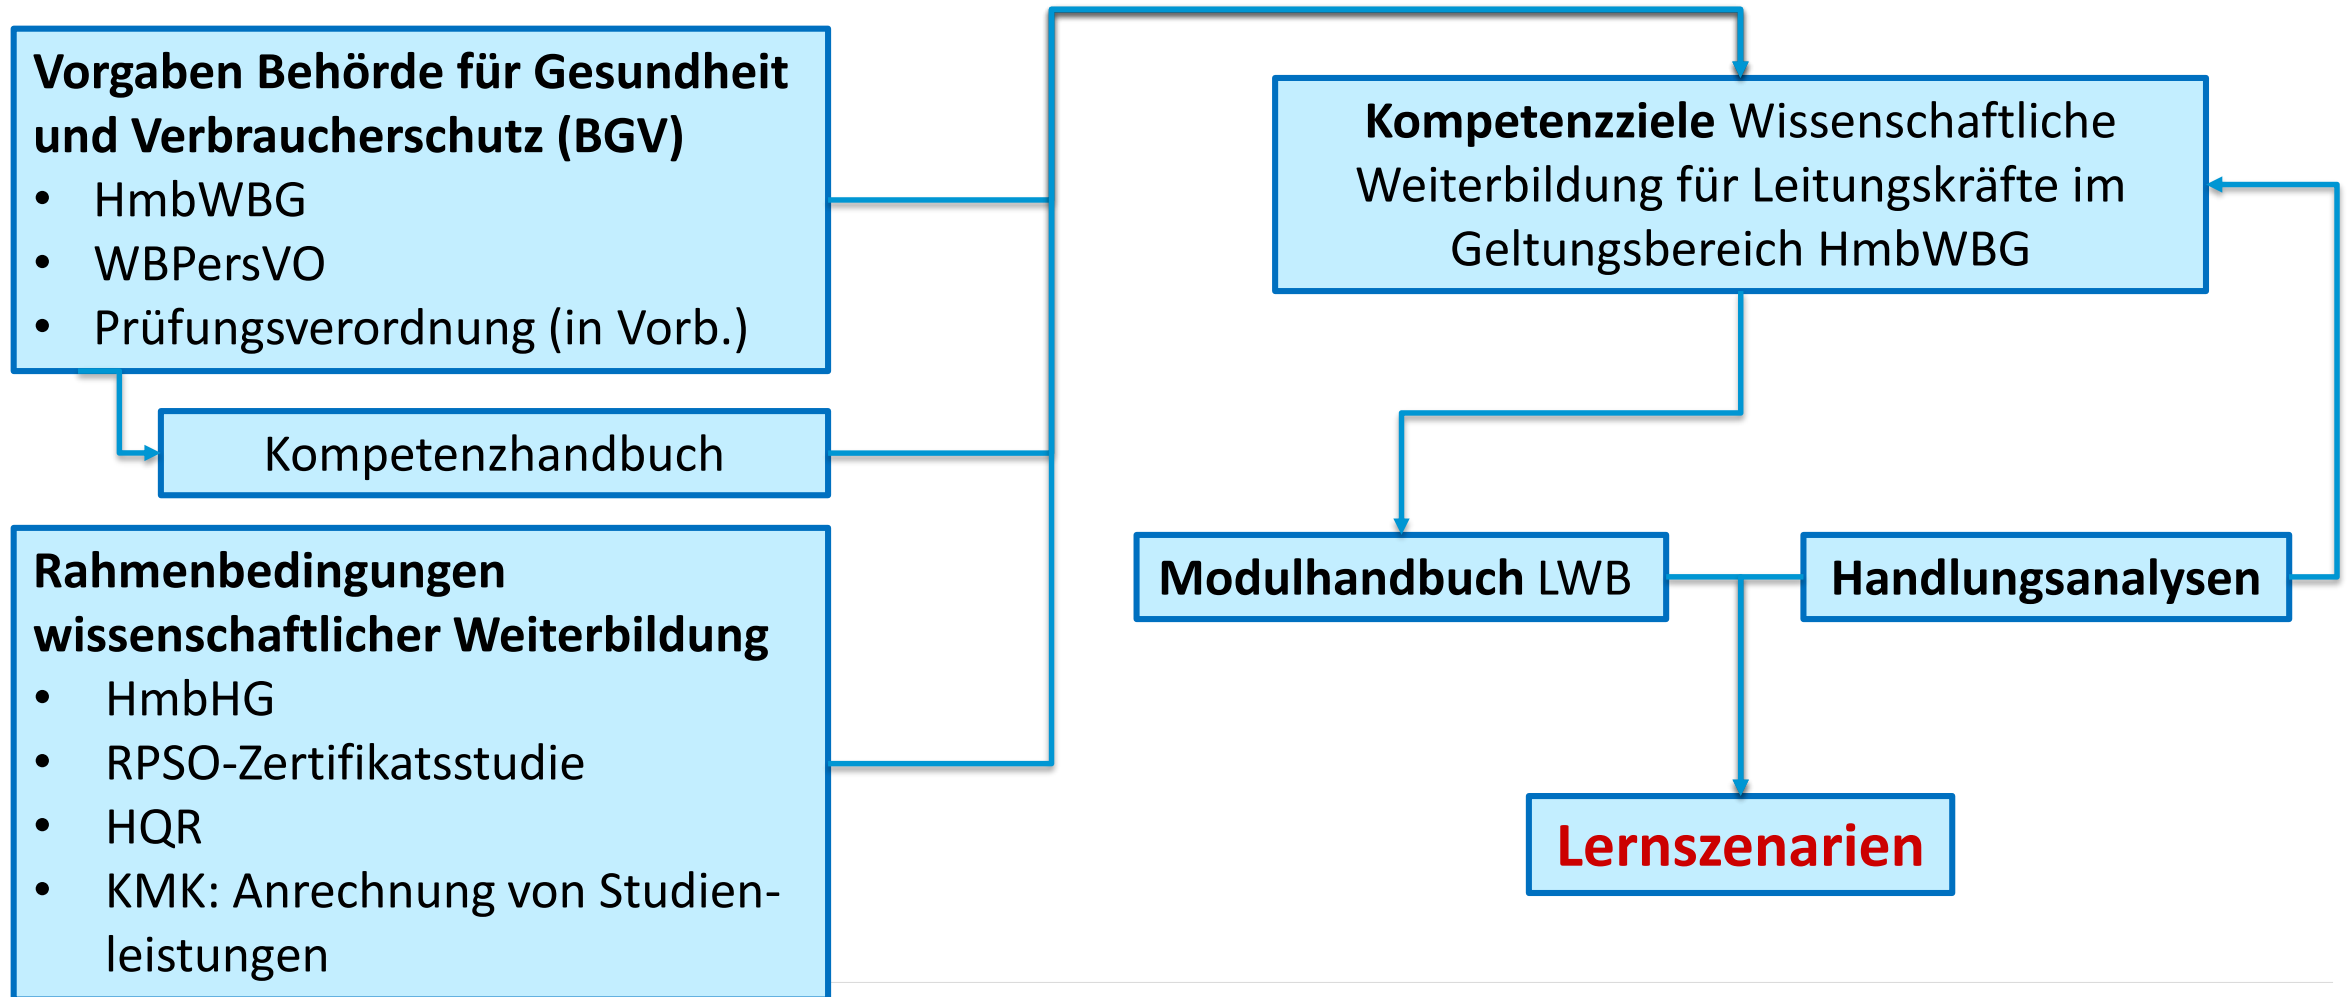 Vorgaben Behörde für Gesundheit
und Verbraucherschutz (BGV)
• HmbWBG
• WBPersVO
• Prüfungsverordnung (in Vorb.)
Kompetenzhandbuch
Rahmenbedingungen
wissenschaftlicher Weiterbildung
• HmbHG
• RPSO-Zertifikatsstudie
• HQR
• KMK: Anrechnung von Studien-
leistungen
Kompetenzziele Wissenschaftliche
Weiterbildung für Leitungskräfte im
Geltungsbereich HmbWBG
Modulhandbuch LWB
Handlungsanalysen
Lernszenarien